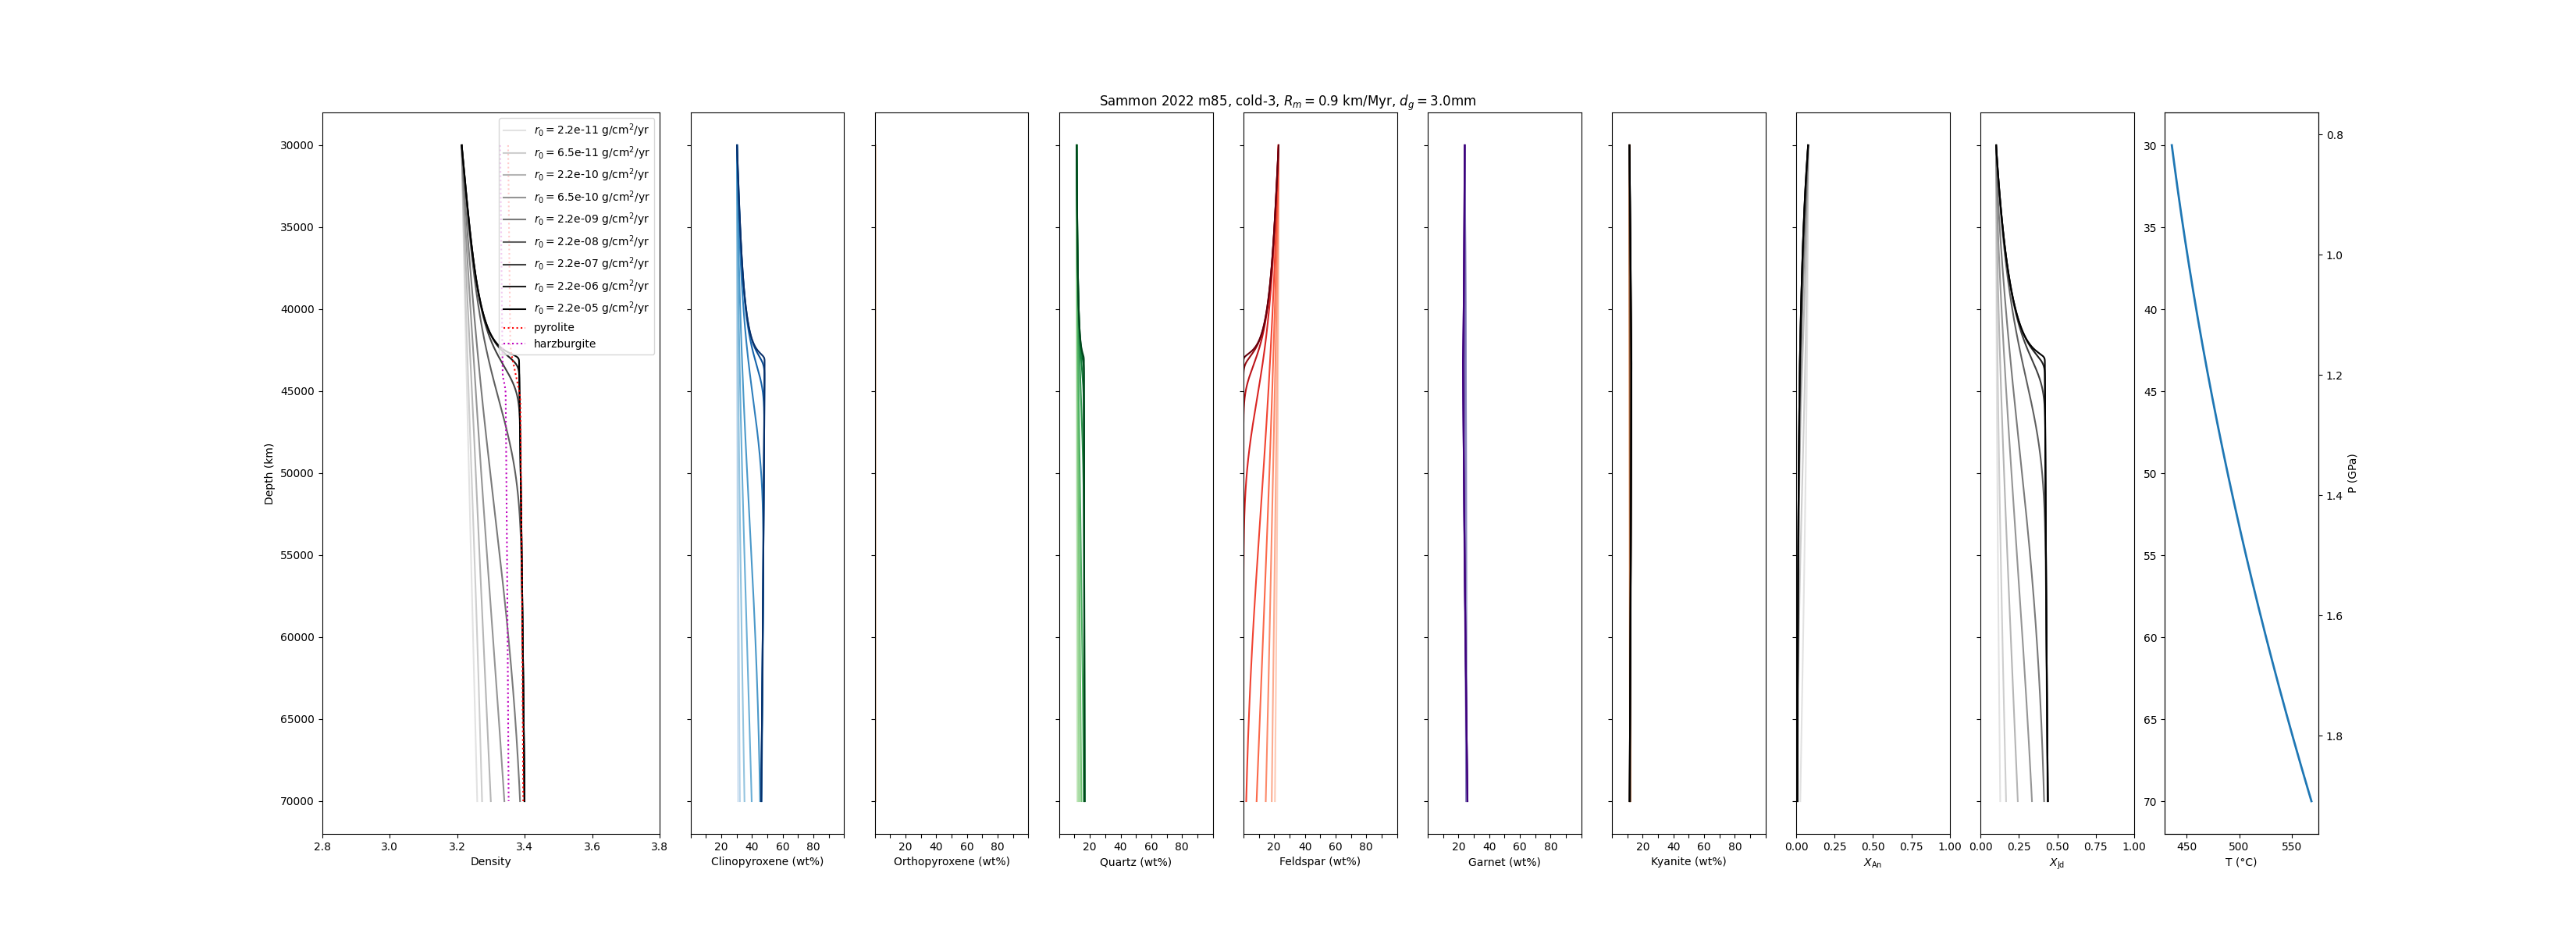 Sammon 2022 m85, cold-3, R_m = 0.9 km/Myr, d_g = 3.0mm
r_0 = 2.2e-11 g/cm²/yr
r_0 = 6.5e-11 g/cm²/yr
r_0 = 2.2e-10 g/cm²/yr
r_0 = 6.5e-10 g/cm²/yr
r_0 = 2.2e-09 g/cm²/yr
r_0 = 2.2e-08 g/cm²/yr
r_0 = 2.2e-07 g/cm²/yr
r_0 = 2.2e-06 g/cm²/yr
r_0 = 2.2e-05 g/cm²/yr
pyrolite
harzburgite
Depth (km)
30000
35000
40000
45000
50000
55000
60000
65000
70000
2.8 3.0 3.2 3.4 3.6 3.8
Density
20 40 60 80
Clinopyroxene (wt%)
20 40 60 80
Orthopyroxene (wt%)
20 40 60 80
Quartz (wt%)
20 40 60 80
Feldspar (wt%)
20 40 60 80
Garnet (wt%)
20 40 60 80
Kyanite (wt%)
0.00 0.25 0.50 0.75 1.00
X_An
0.00 0.25 0.50 0.75 1.00
X_Jd
30
35
40
45
50
55
60
65
70
450 500 550
T (°C)
0.8
1.0
1.2
1.4
1.6
1.8
P (GPa)